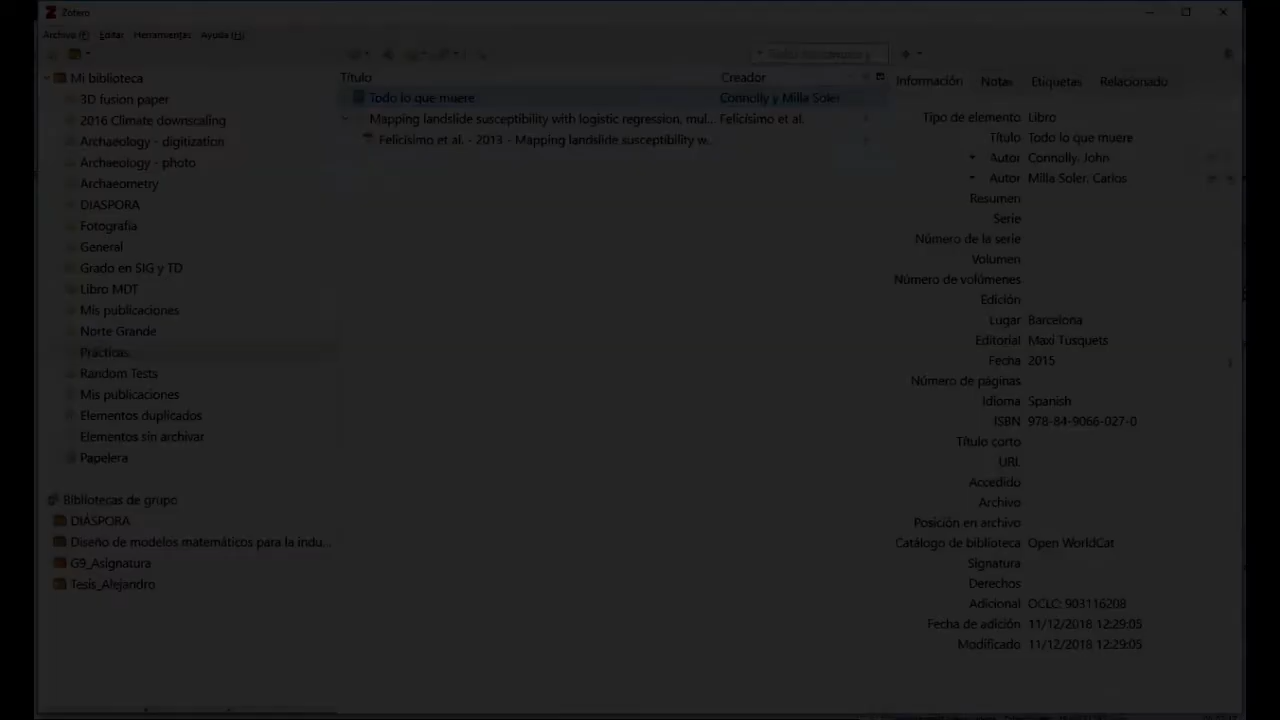 Zotero
Archivo (F) Editar Herramientas Ayuda (H)
Mi biblioteca
3D fusion paper
2016 Climate downscaling
Archaeology - digitization
Archaeology - photo
Archaeometry
DIASPORA
Fotografía
General
Grado en SIG y TD
Libro MDT
Mis publicaciones
Norte Grande
Prácticas
Random Tests
Mis publicaciones
Elementos duplicados
Elementos sin archivar
Papelera
Bibliotecas de grupo
DIÁSPORA
Diseño de modelos matemáticos para la indu...
G9_Asignatura
Tesis_Alejandro
Título Creador
Todo lo que muere Connolly y Milla Soler
Mapping landslide susceptibility with logistic regression, mul... Felicísimo et al.
Felicísimo et al. - 2013 - Mapping landslide susceptibility w...
Información Notas Etiquetas Relacionado
Tipo de elemento Libro
Título Todo lo que muere
Autor Connolly, John
Autor Milla Soler, Carlos
Resumen
Serie
Número de la serie
Volumen
Número de volúmenes
Edición
Lugar Barcelona
Editorial Maxi Tusquets
Fecha 2015
Número de páginas
Idioma Spanish
ISBN 978-84-9066-027-0
Título corto
URL
Accedido
Archivo
Posición en archivo
Catálogo de biblioteca Open WorldCat
Signatura
Derechos
Adicional OCLC: 903116208
Fecha de adición 11/12/2018 12:29:05
Modificado 11/12/2018 12:29:05